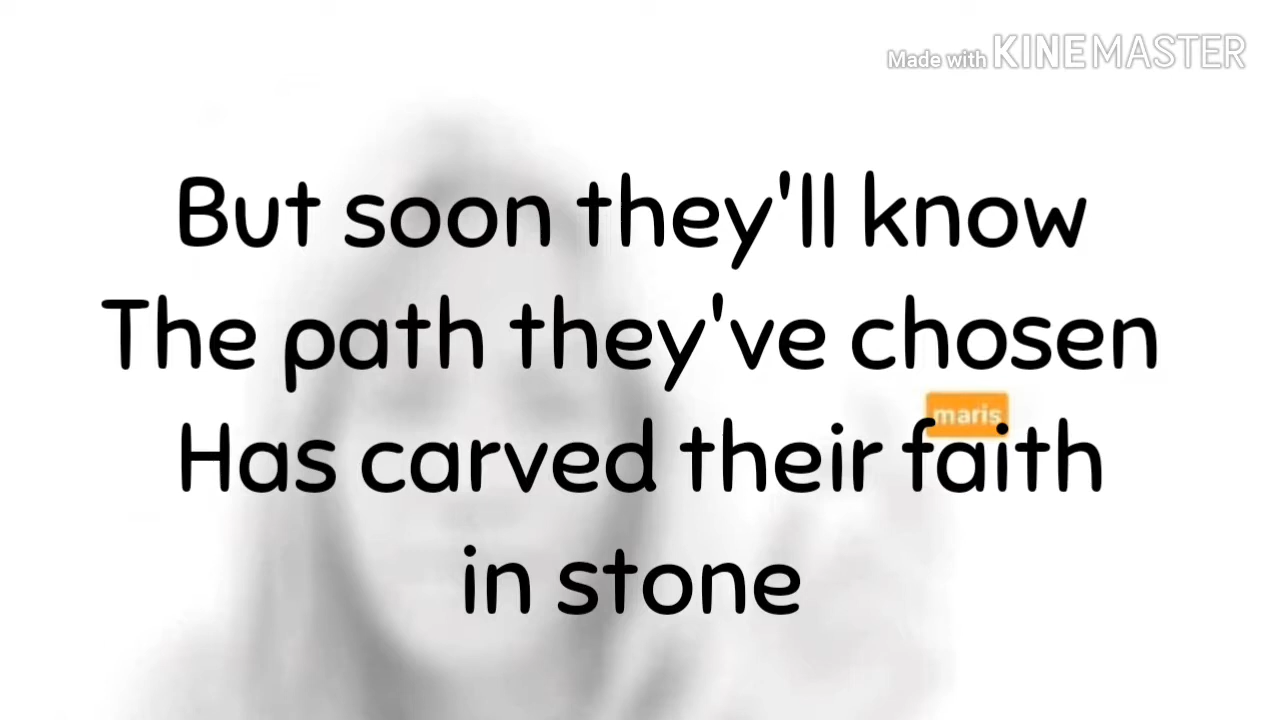 Made with KINEMASTER
But soon they'll know
The path they've chosen
maris
Has carved their faith
in stone